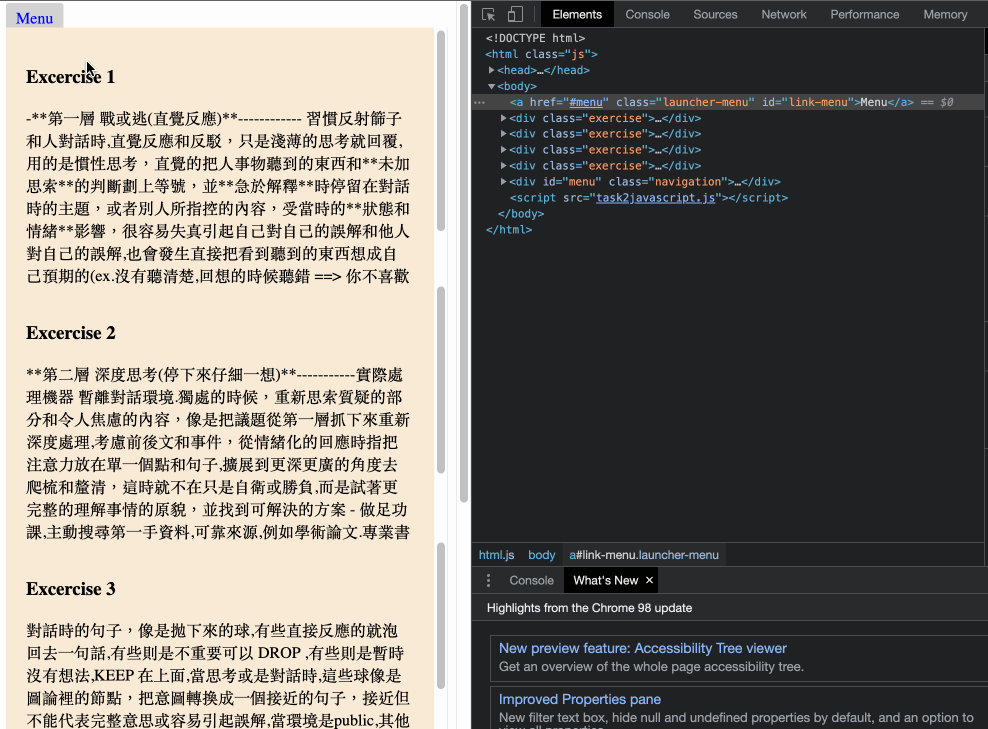 Menu
Excercise 1
-**第一層 戰或逃(直覺反應)**------------ 習慣反射篩子
和人對話時,直覺反應和反駁，只是淺薄的思考就回覆,
用的是慣性思考，直覺的把人事物聽到的東西和**未加
思索**的判斷劃上等號，並**急於解釋**時停留在對話
時的主題，或者別人所指控的內容，受當時的**狀態和
情緒**影響，很容易失真引起自己對自己的誤解和他人
對自己的誤解,也會發生直接把看到聽到的東西想成自
己預期的(ex.沒有聽清楚,回想的時候聽錯 ==> 你不喜歡
Excercise 2
**第二層 深度思考(停下來仔細一想)**-----------實際處
理機器 暫離對話環境.獨處的時候，重新思索質疑的部
分和令人焦慮的內容，像是把議題從第一層抓下來重新
深度處理,考慮前後文和事件，從情緒化的回應時指把
注意力放在單一個點和句子,擴展到更深更廣的角度去
爬梳和釐清，這時就不在只是自衛或勝負,而是試著更
完整的理解事情的原貌，並找到可解決的方案 - 做足功
課,主動搜尋第一手資料,可靠來源,例如學術論文.專業書
Excercise 3
對話時的句子，像是拋下來的球,有些直接反應的就泡
回去一句話,有些則是不重要可以 DROP ,有些則是暫時
沒有想法,KEEP 在上面,當思考或是對話時,這些球像是
圖論裡的節點，把意圖轉換成一個接近的句子，接近但
不能代表完整意思或容易引起誤解,當環境是public,其他
Elements Console Sources Network Performance Memory
<!DOCTYPE html>
<html class="js">
<head>…</head>
<body>
<a href="#menu" class="launcher-menu" id="link-menu">Menu</a> == $0
<div class="exercise">…</div>
<div class="exercise">…</div>
<div class="exercise">…</div>
<div class="exercise">…</div>
<div id="menu" class="navigation">…</div>
<script src="task2javascript.js"></script>
</body>
</html>
html.js body a#link-menu.launcher-menu
Console What's New ×
Highlights from the Chrome 98 update
New preview feature: Accessibility Tree viewer
Get an overview of the whole page accessibility tree.
Improved Properties pane
New filter text box, hide null and undefined properties by default, and an option to